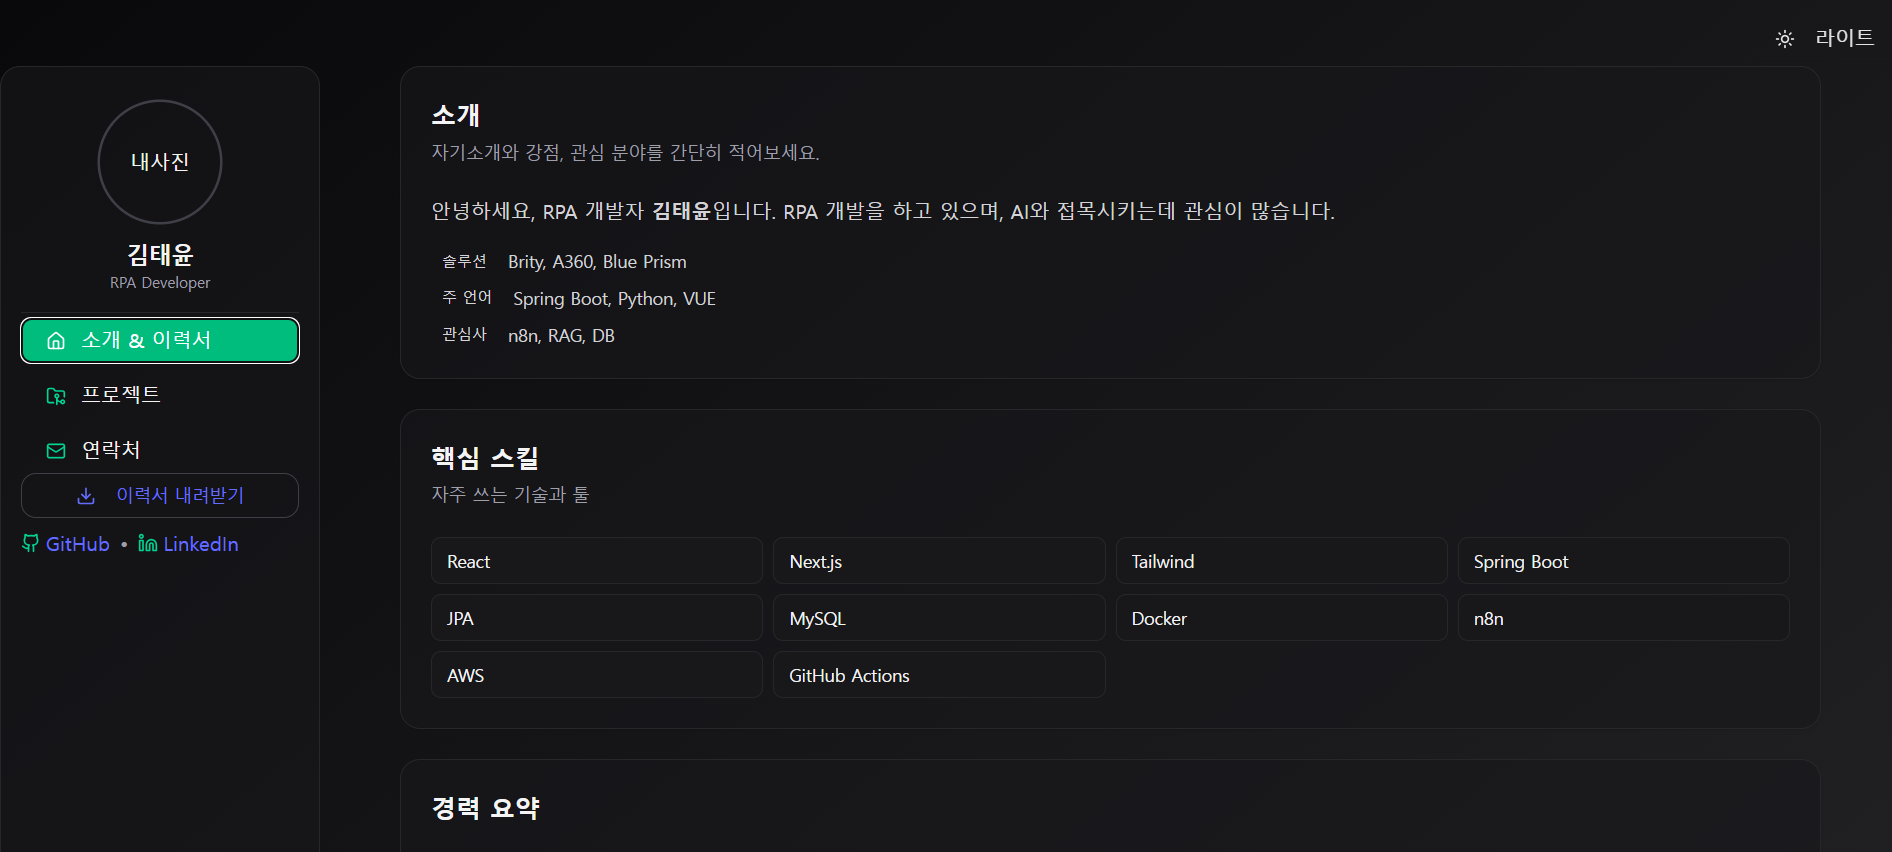 라이트
내사진
김태윤
RPA Developer
소개 & 이력서
프로젝트
연락처
이력서 내려받기
GitHub • LinkedIn
소개
자기소개와 강점, 관심 분야를 간단히 적어보세요.
안녕하세요, RPA 개발자 김태윤입니다. RPA 개발을 하고 있으며, AI와 접목시키는데 관심이 많습니다.
솔루션 Brity, A360, Blue Prism
주 언어 Spring Boot, Python, VUE
관심사 n8n, RAG, DB
핵심 스킬
자주 쓰는 기술과 툴
React Next.js Tailwind Spring Boot
JPA MySQL Docker n8n
AWS GitHub Actions
경력 요약